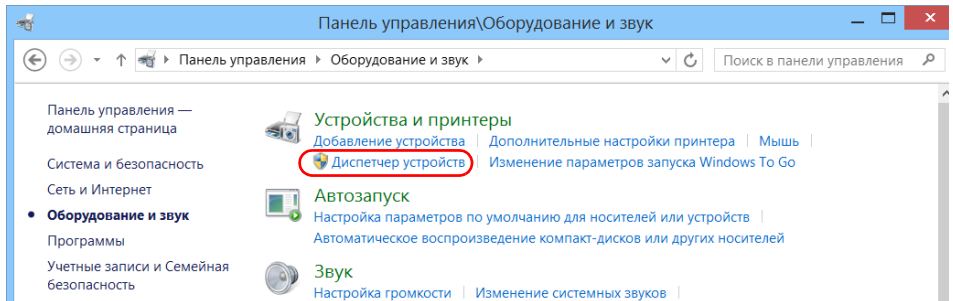 Панель управления\Оборудование и звук
Панель управления Оборудование и звук Поиск в панели управления
Панель управления —
домашняя страница
Система и безопасность
Сеть и Интернет
Оборудование и звук
Программы
Учетные записи и Семейная
безопасность
Устройства и принтеры
Добавление устройства Дополнительные настройки принтера Мышь
Диспетчер устройств Изменение параметров запуска Windows To Go
Автозапуск
Настройка параметров по умолчанию для носителей или устройств
Автоматическое воспроизведение компакт-дисков или других носителей
Звук
Настройка громкости Изменение системных звуков